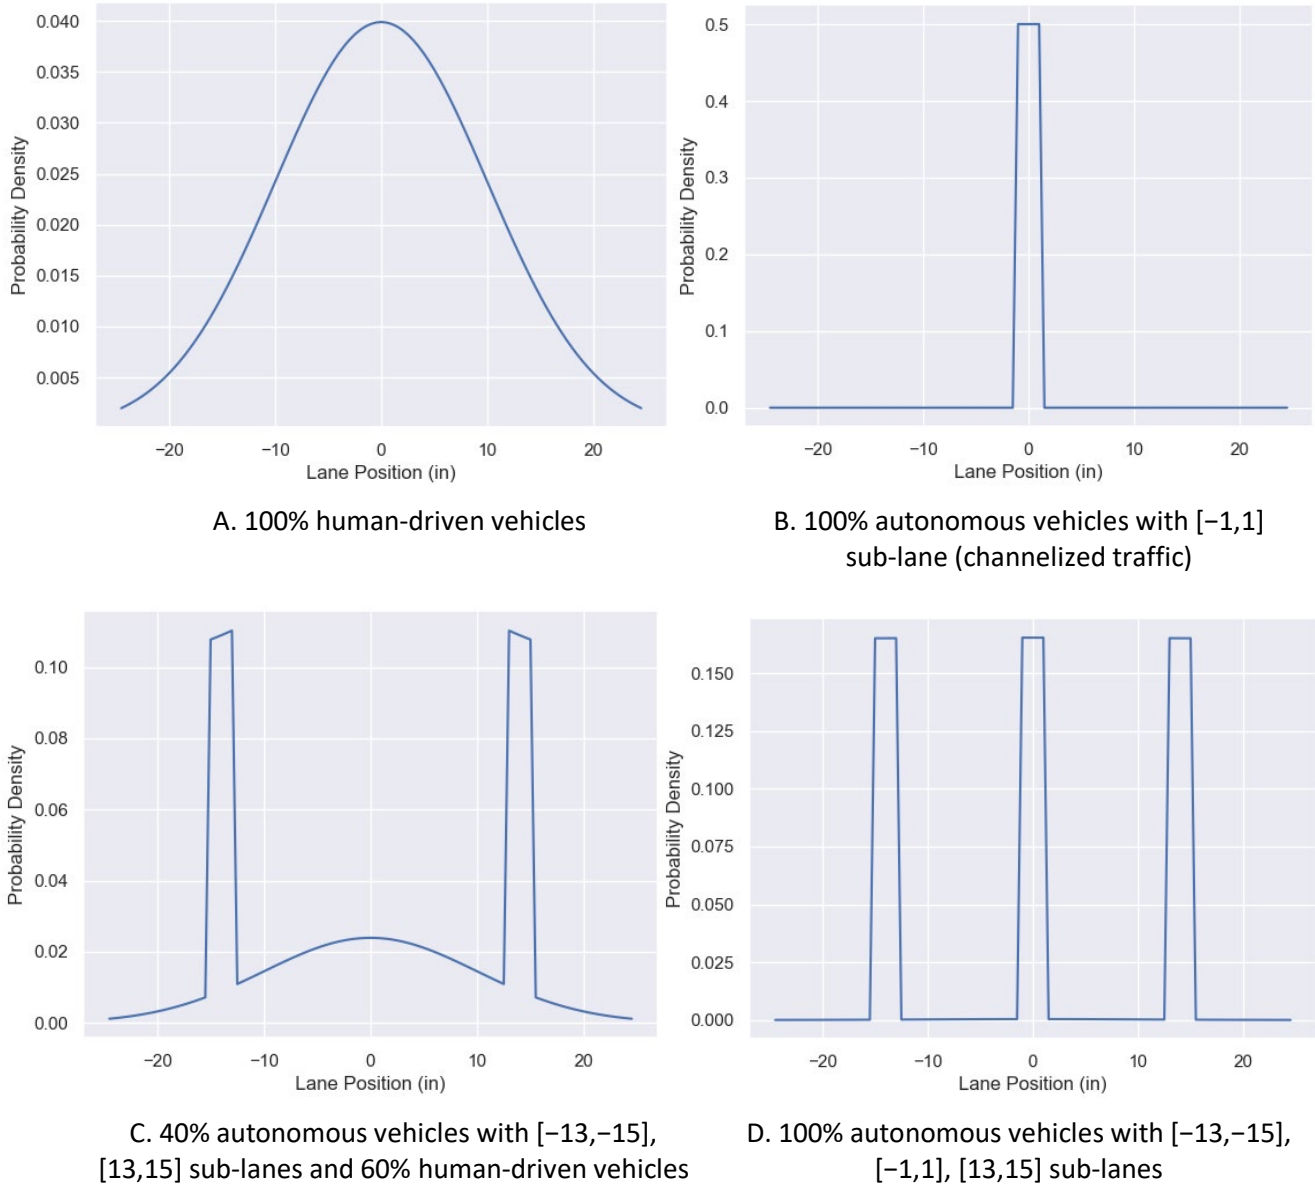 0.040
0.035
0.030
0.025
0.020
0.015
0.010
0.005
Probability Density
−20 −10 0 10 20
Lane Position (in)
A. 100% human-driven vehicles
0.5
0.4
0.3
0.2
0.1
0.0
Probability Density
−20 −10 0 10 20
Lane Position (in)
B. 100% autonomous vehicles with [−1,1]
sub-lane (channelized traffic)
0.10
0.08
0.06
0.04
0.02
0.00
Probability Density
−20 −10 0 10 20
Lane Position (in)
C. 40% autonomous vehicles with [−13,−15],
[13,15] sub-lanes and 60% human-driven vehicles
0.150
0.125
0.100
0.075
0.050
0.025
0.000
Probability Density
−20 −10 0 10 20
Lane Position (in)
D. 100% autonomous vehicles with [−13,−15],
[−1,1], [13,15] sub-lanes